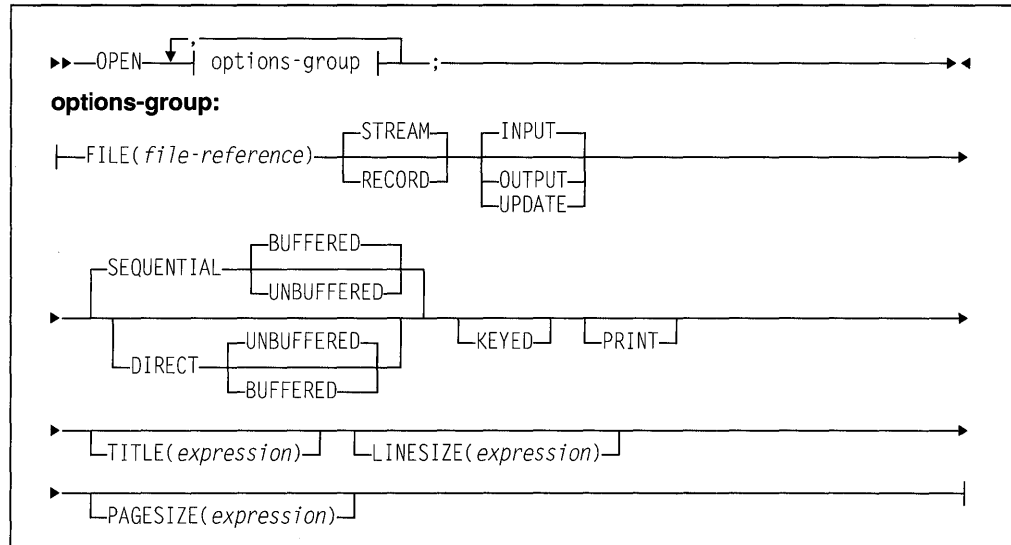 ,
OPEN options-group ;
options-group:
STREAM INPUT
FILE(file-reference)
RECORD OUTPUT
UPDATE
BUFFERED
SEQUENTIAL
UNBUFFERED
UNBUFFERED KEYED PRINT
DIRECT
BUFFERED
TITLE(expression) LINESIZE(expression)
PAGESIZE(expression)